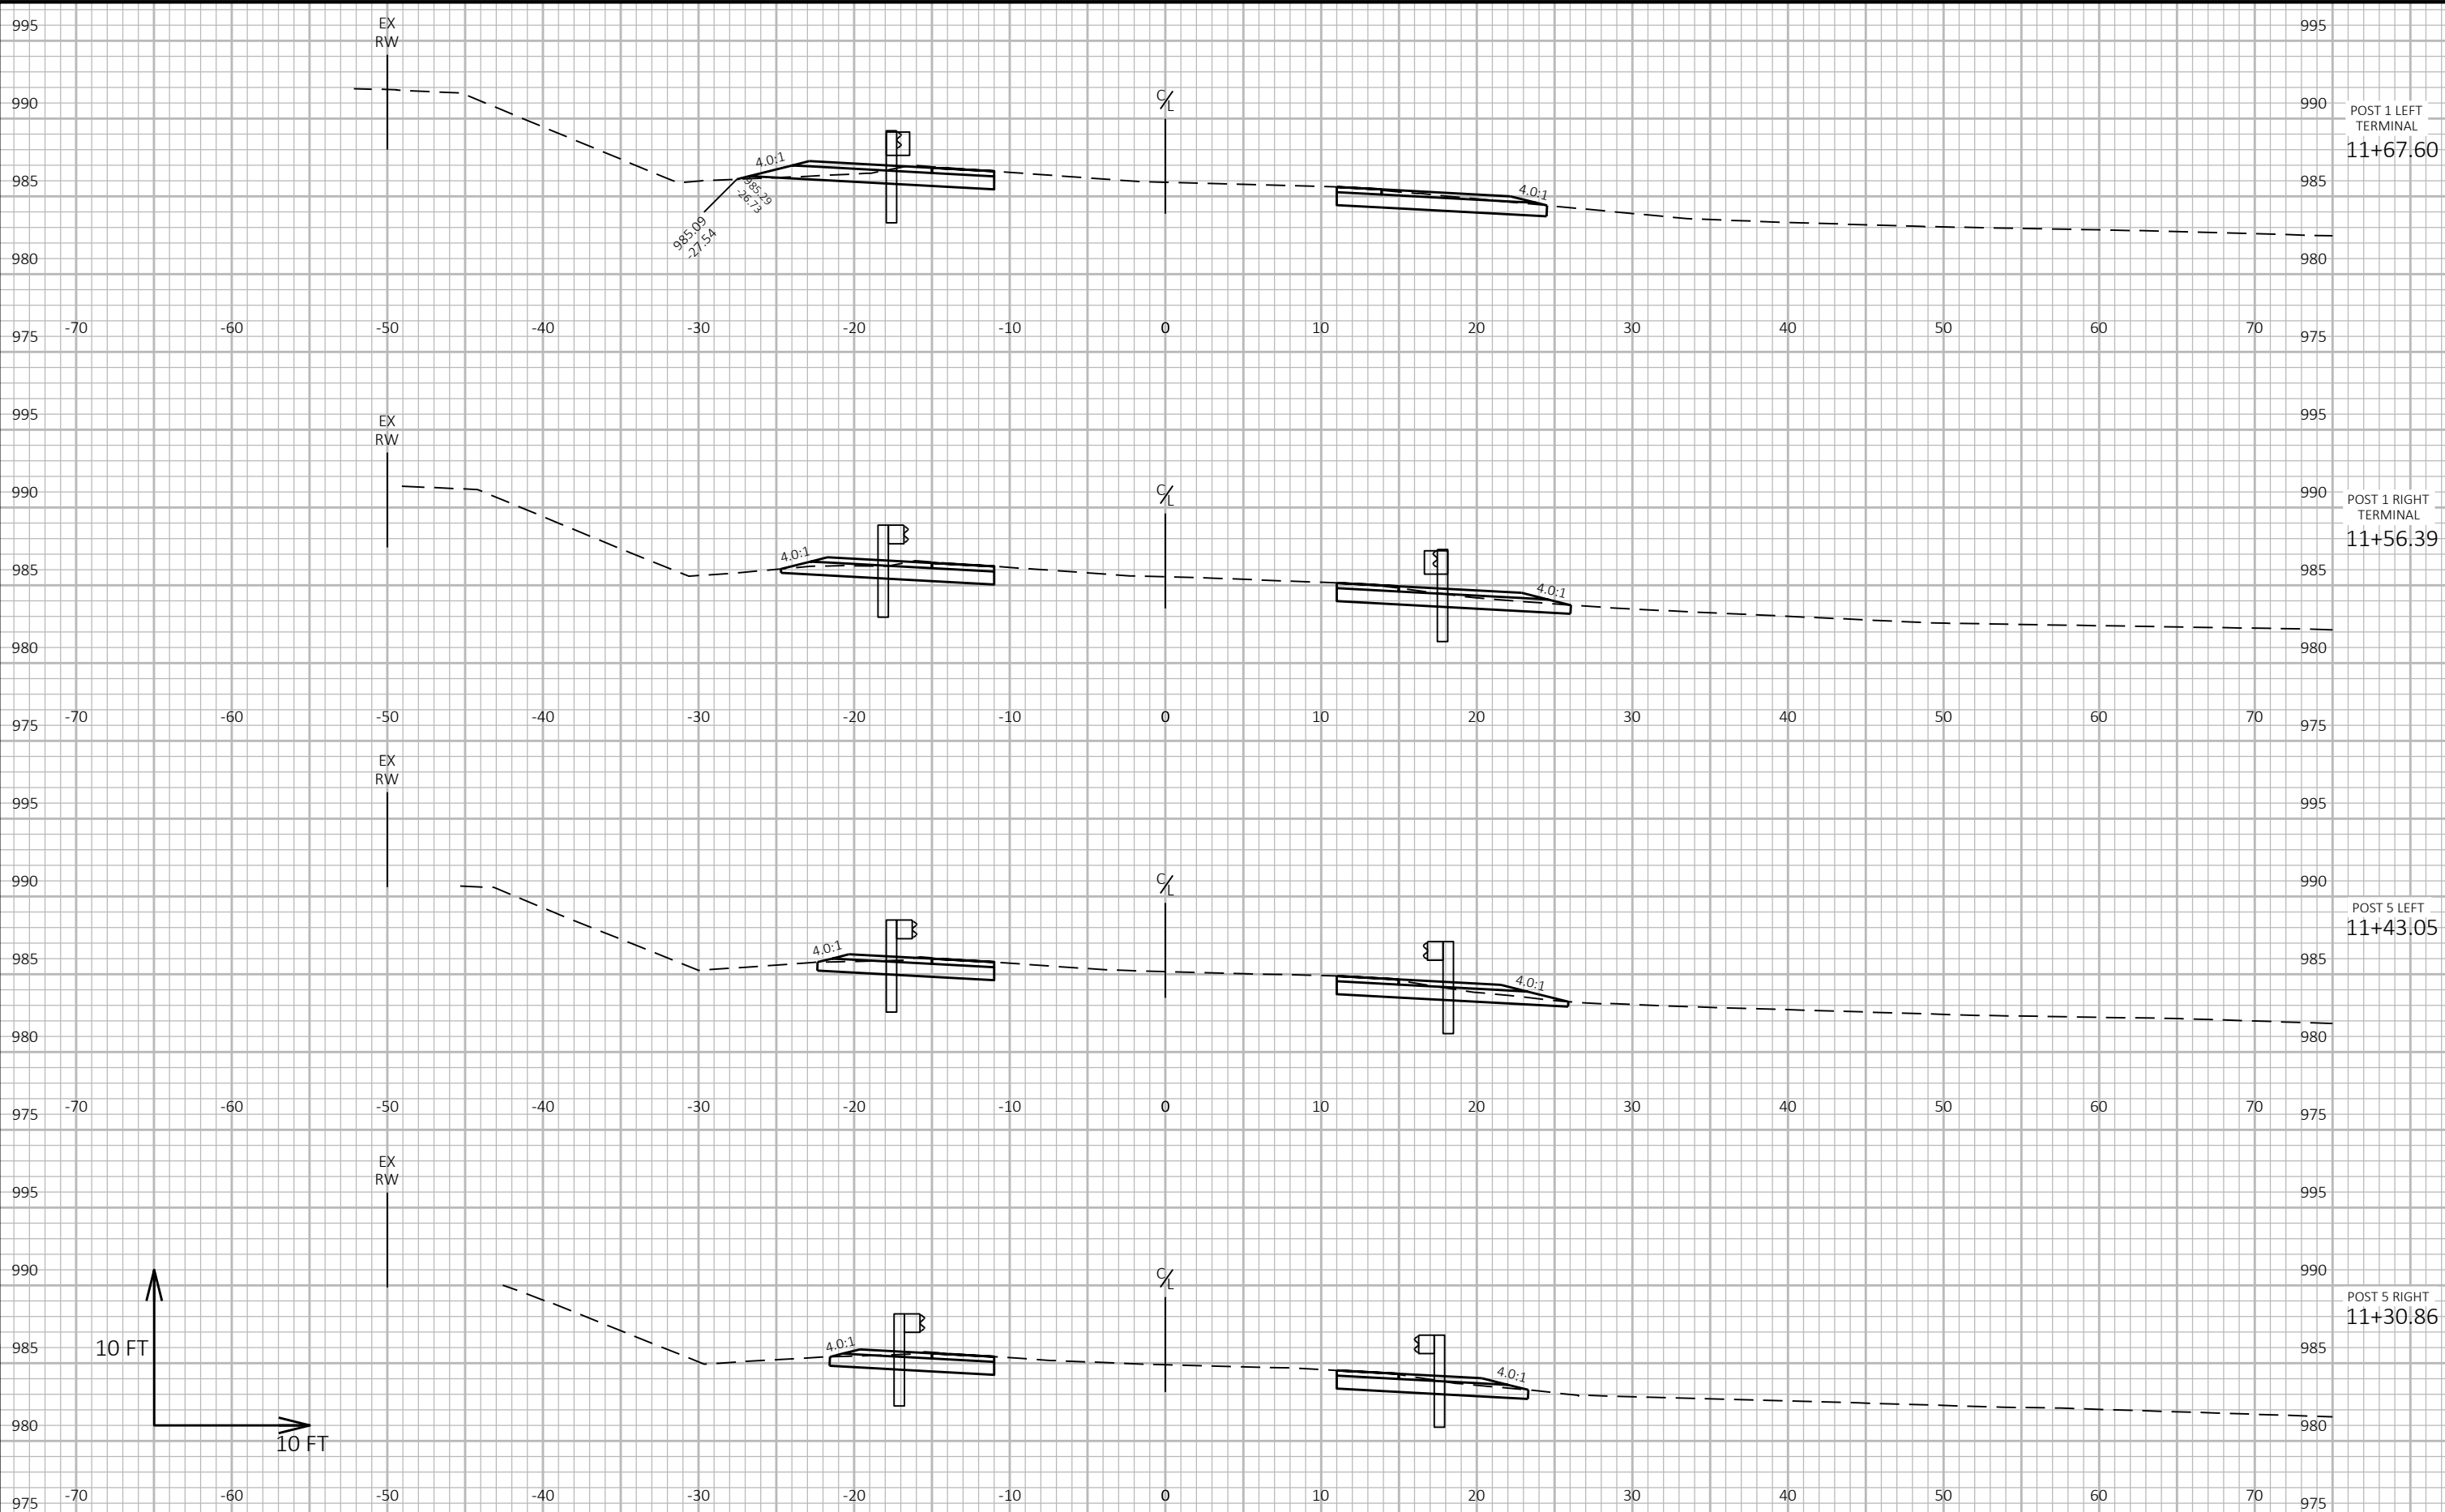 995 EX 995
RW
990 C/L 990
POST 1 LEFT
TERMINAL
11+67.60
985 4.0:1 4.0:1 985
985.29
-26.73
985.09
-27.54
980 980
-70 -60 -50 -40 -30 -20 -10 0 10 20 30 40 50 60 70
975 975
995 EX 995
RW
990 C/L 990
POST 1 RIGHT
TERMINAL
11+56.39
985 4.0:1 4.0:1 985
980 980
-70 -60 -50 -40 -30 -20 -10 0 10 20 30 40 50 60 70
975 975
EX
RW
995 995
990 C/L 990
POST 5 LEFT
11+43.05
985 4.0:1 4.0:1 985
980 980
-70 -60 -50 -40 -30 -20 -10 0 10 20 30 40 50 60 70
975 975
EX
RW
995 995
990 C/L 990
POST 5 RIGHT
11+30.86
985 4.0:1 4.0:1 985
10 FT
980 980
10 FT
-70 -60 -50 -40 -30 -20 -10 0 10 20 30 40 50 60 70
975 975